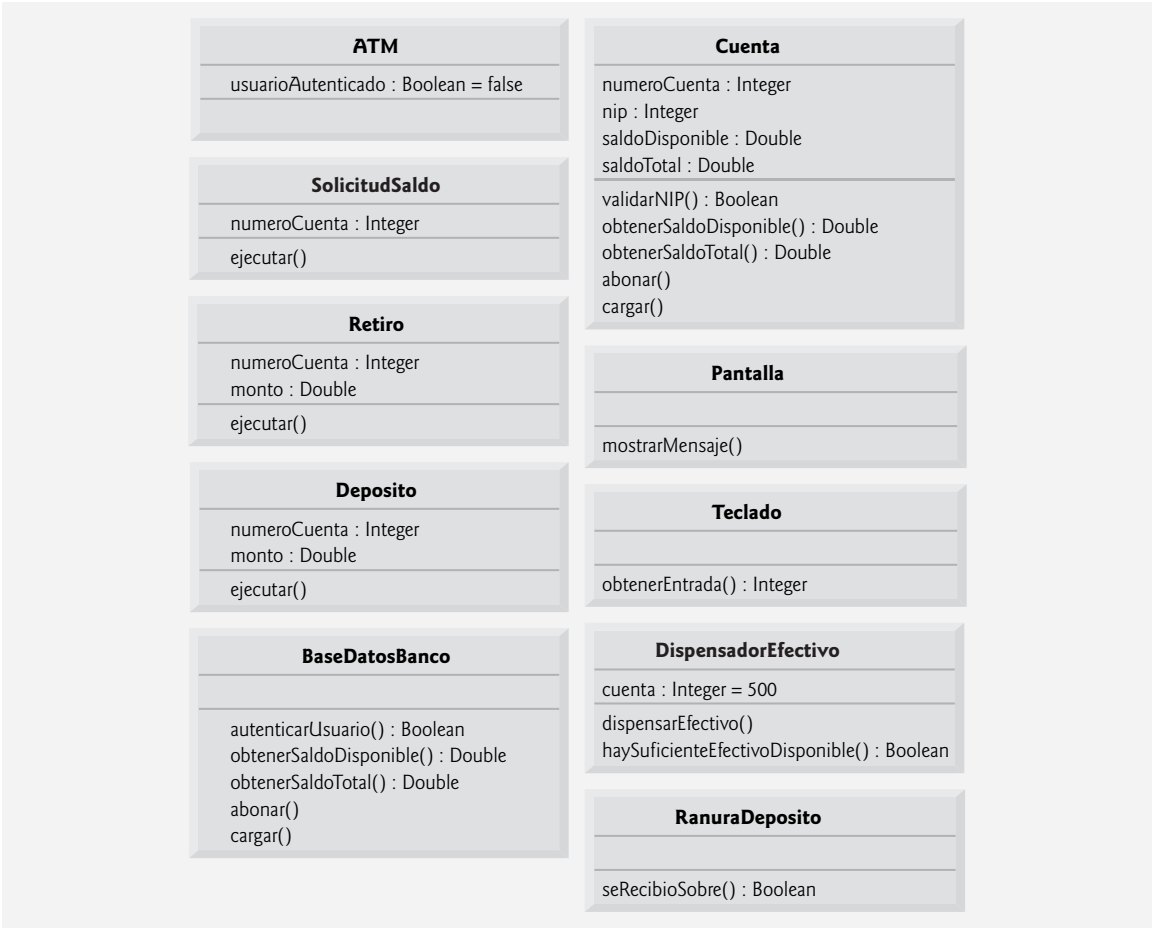 ATM
usuarioAutenticado : Boolean = false
SolicitudSaldo
numeroCuenta : Integer
ejecutar()
Retiro
numeroCuenta : Integer
monto : Double
ejecutar()
Deposito
numeroCuenta : Integer
monto : Double
ejecutar()
BaseDatosBanco
autenticarUsuario() : Boolean
obtenerSaldoDisponible() : Double
obtenerSaldoTotal() : Double
abonar()
cargar()
Cuenta
numeroCuenta : Integer
nip : Integer
saldoDisponible : Double
saldoTotal : Double
validarNIP() : Boolean
obtenerSaldoDisponible() : Double
obtenerSaldoTotal() : Double
abonar()
cargar()
Pantalla
mostrarMensaje()
Teclado
obtenerEntrada() : Integer
DispensadorEfectivo
cuenta : Integer = 500
dispensarEfectivo()
haySuficienteEfectivoDisponible() : Boolean
RanuraDeposito
seRecibioSobre() : Boolean